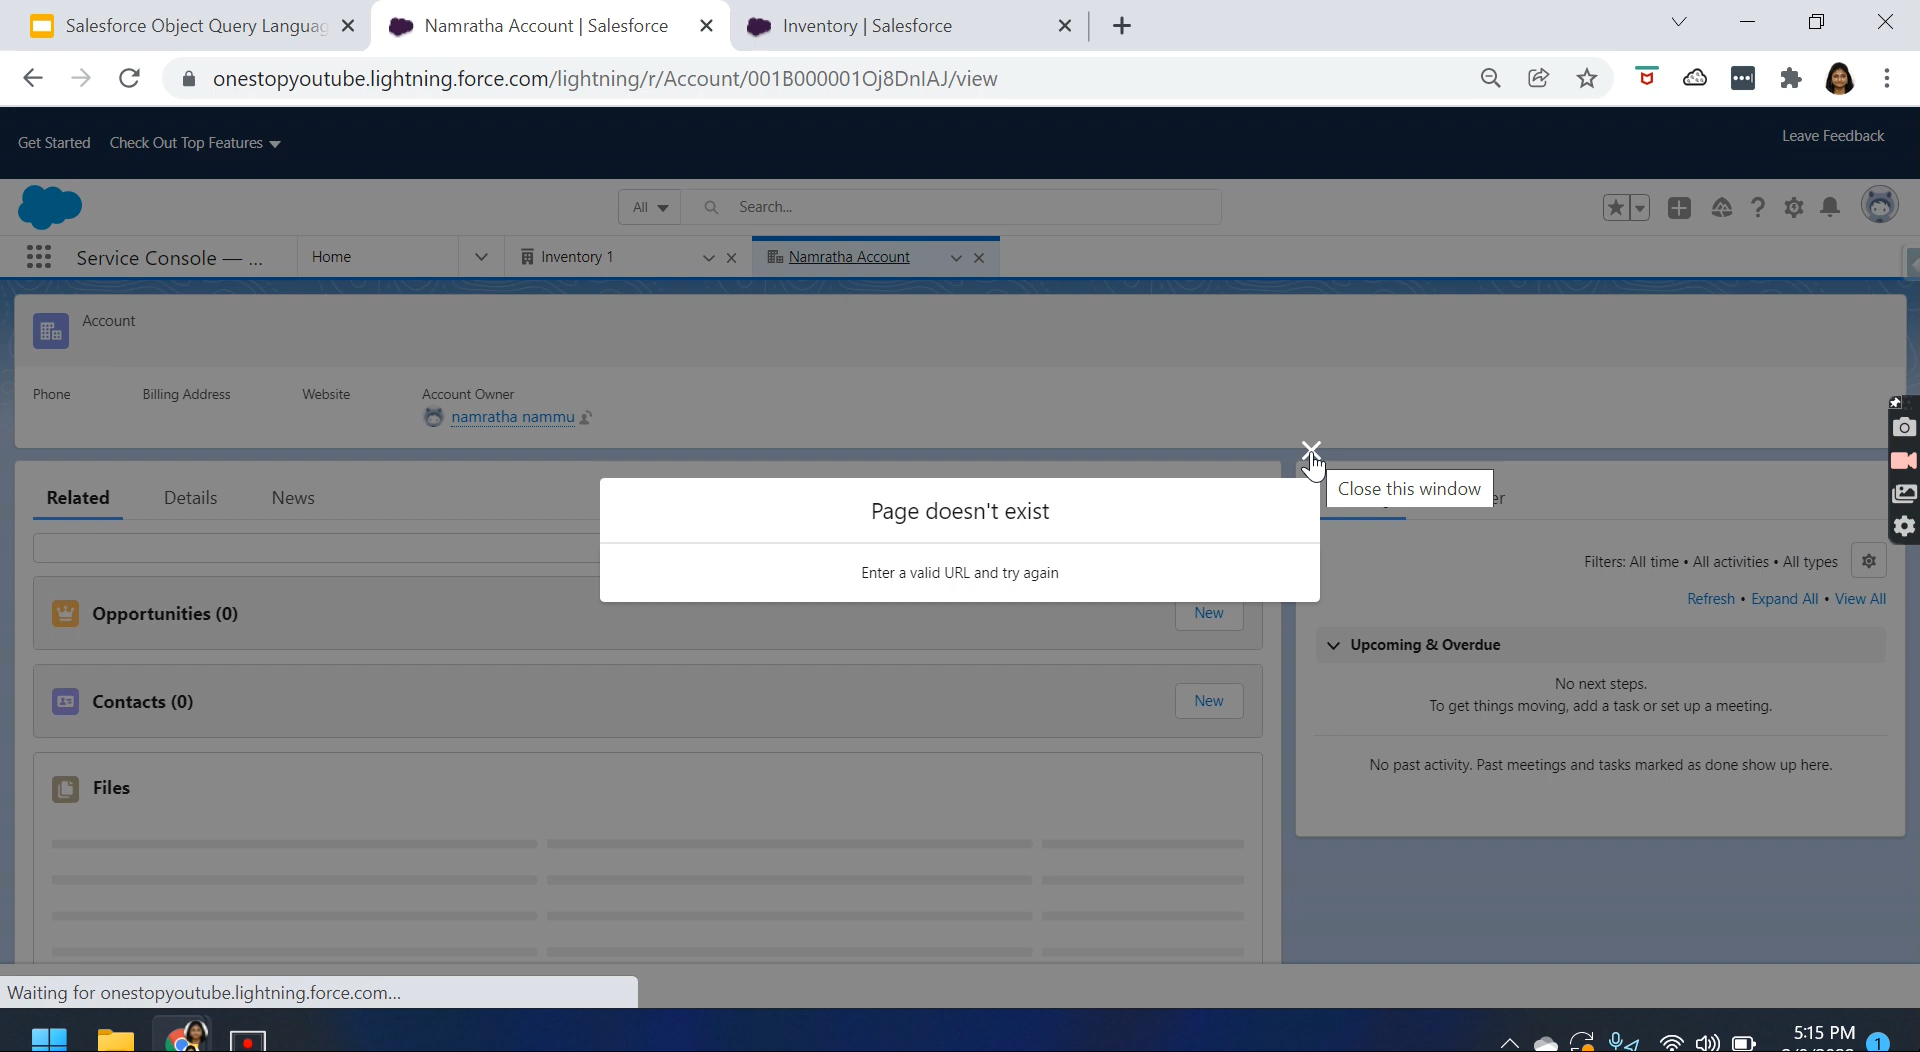 Salesforce Object Query Languag
Namratha Account | Salesforce
Inventory | Salesforce
onestopyoutube.lightning.force.com/lightning/r/Account/001B000001Oj8DnIAJ/view
Get Started
Check Out Top Features
Leave Feedback
All
Search...
Service Console — ...
Home
Inventory 1
Namratha Account
Account
Phone
Billing Address
Website
Account Owner
namratha nammu
Close this window
Related
Details
News
Page doesn't exist
Enter a valid URL and try again
Filters: All time • All activities • All types
Refresh • Expand All • View All
Opportunities (0)
New
Upcoming & Overdue
No next steps.
To get things moving, add a task or set up a meeting.
Contacts (0)
New
No past activity. Past meetings and tasks marked as done show up here.
Files
Waiting for onestopyoutube.lightning.force.com...
5:15 PM
1